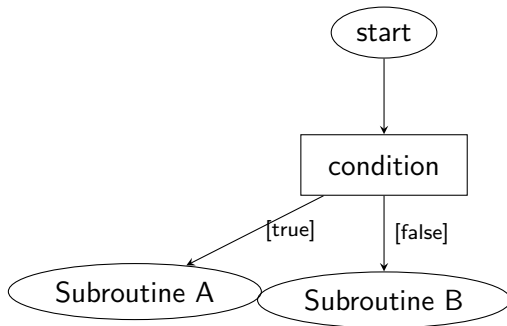 start
condition
[true]
[false]
Subroutine A
Subroutine B